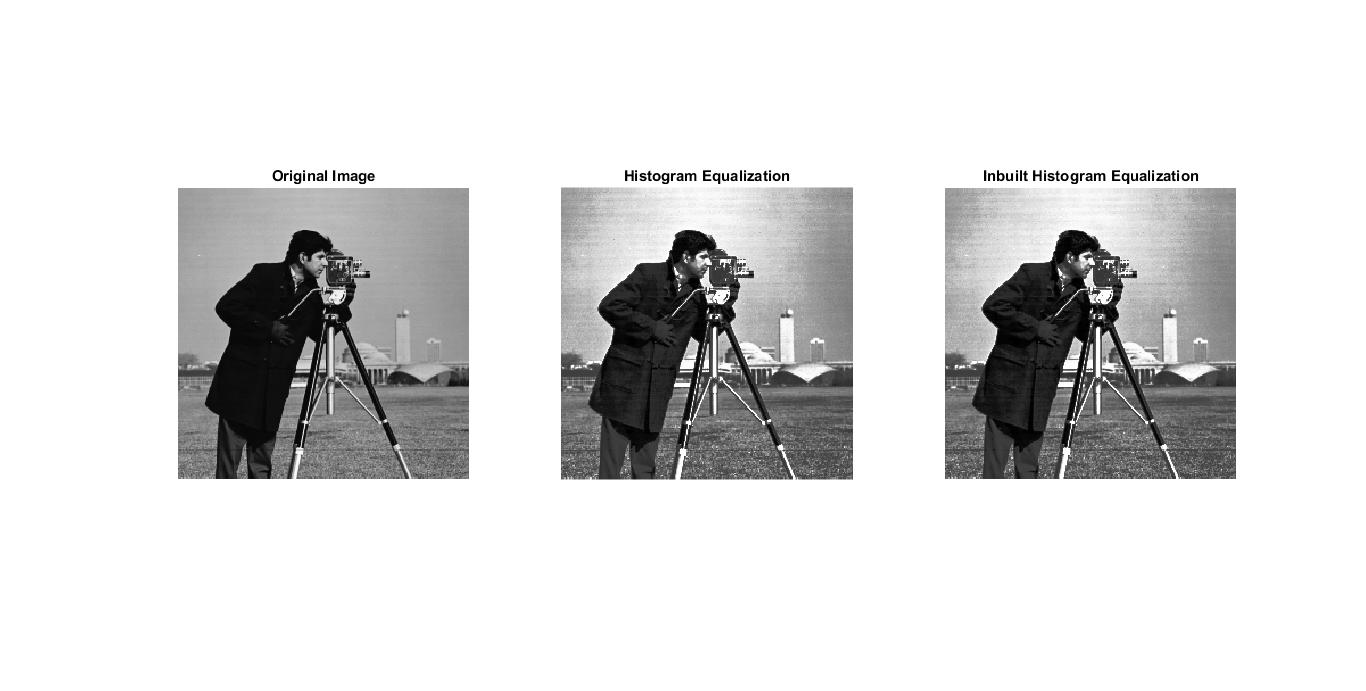 Original Image
Histogram Equalization
Inbuilt Histogram Equalization